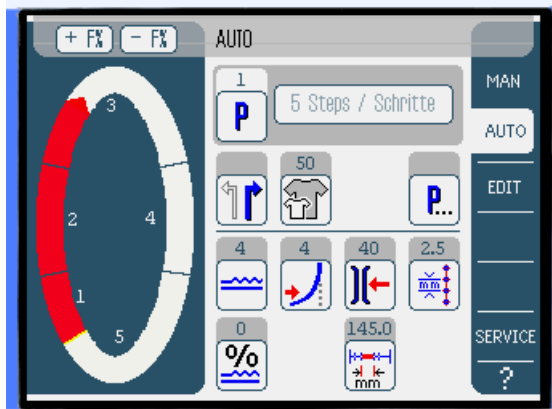 + F% - F% AUTO
MAN
AUTO
EDIT
SERVICE
?
1
P
5 Steps / Schritte
50
P...
4 4 40 2.5
mm
0 145.0
%
mm
3
2 4
1
5